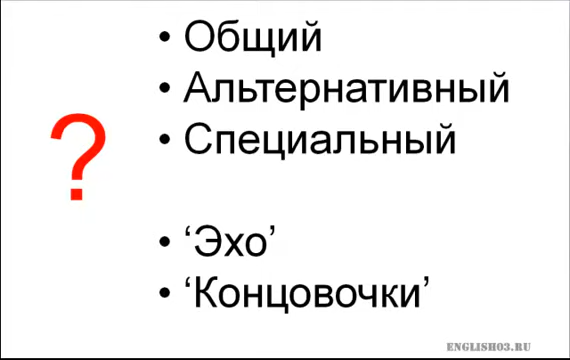 ?
• Общий
• Альтернативный
• Специальный
• ‘Эхо’
• ‘Концовочки’
ENGLISH03.RU